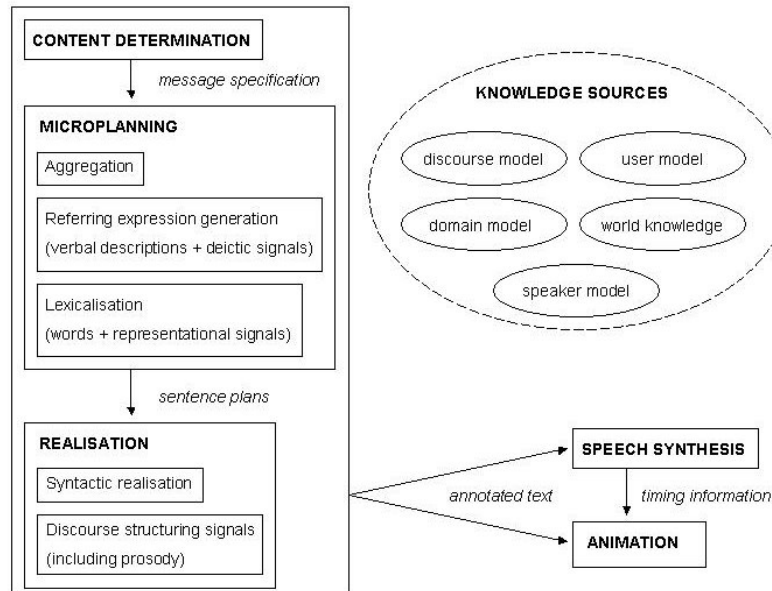 CONTENT DETERMINATION
message specification
MICROPLANNING
Aggregation
Referring expression generation
(verbal descriptions + deictic signals)
Lexicalisation
(words + representational signals)
sentence plans
REALISATION
Syntactic realisation
Discourse structuring signals
(including prosody)
KNOWLEDGE SOURCES
discourse model
user model
domain model
world knowledge
speaker model
SPEECH SYNTHESIS
annotated text
timing information
ANIMATION